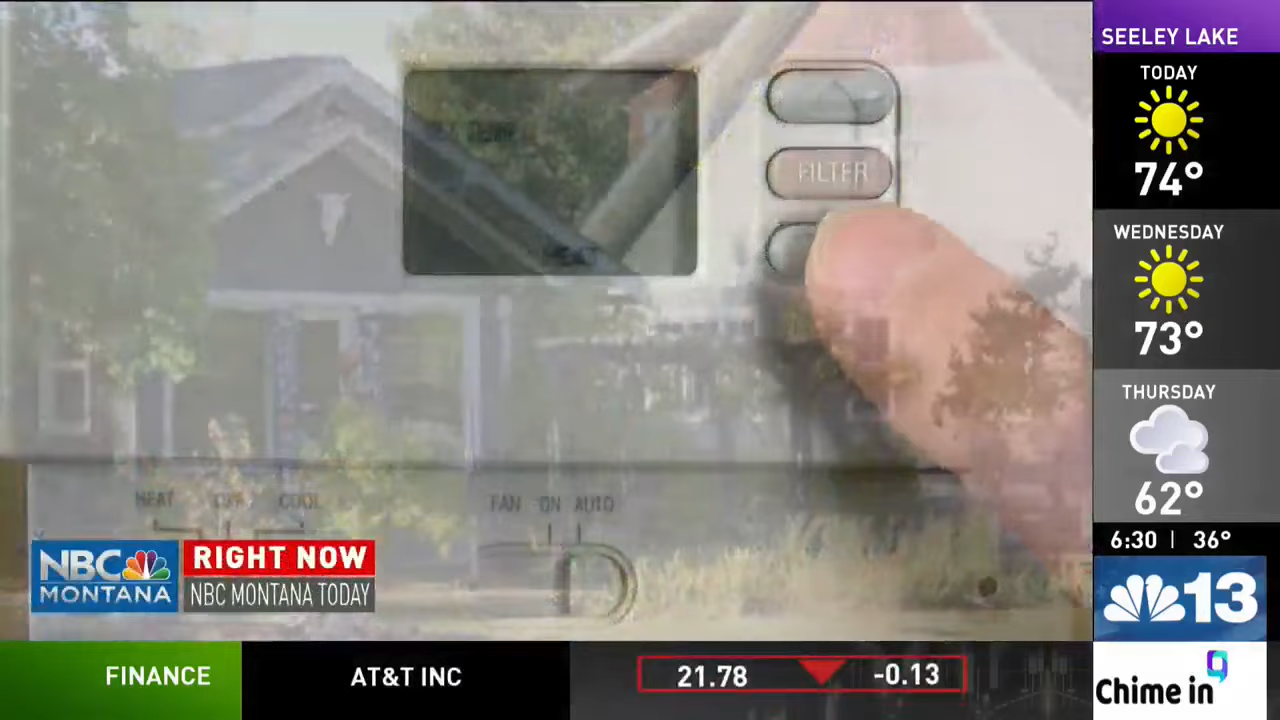 SEELEY LAKE
TODAY
74°
WEDNESDAY
73°
THURSDAY
62°
6:30 | 36°
13
Chime in
FILTER
HEAT OFF COOL
FAN ON AUTO
NBC
MONTANA
RIGHT NOW
NBC MONTANA TODAY
FINANCE
AT&T INC
21.78
-0.13